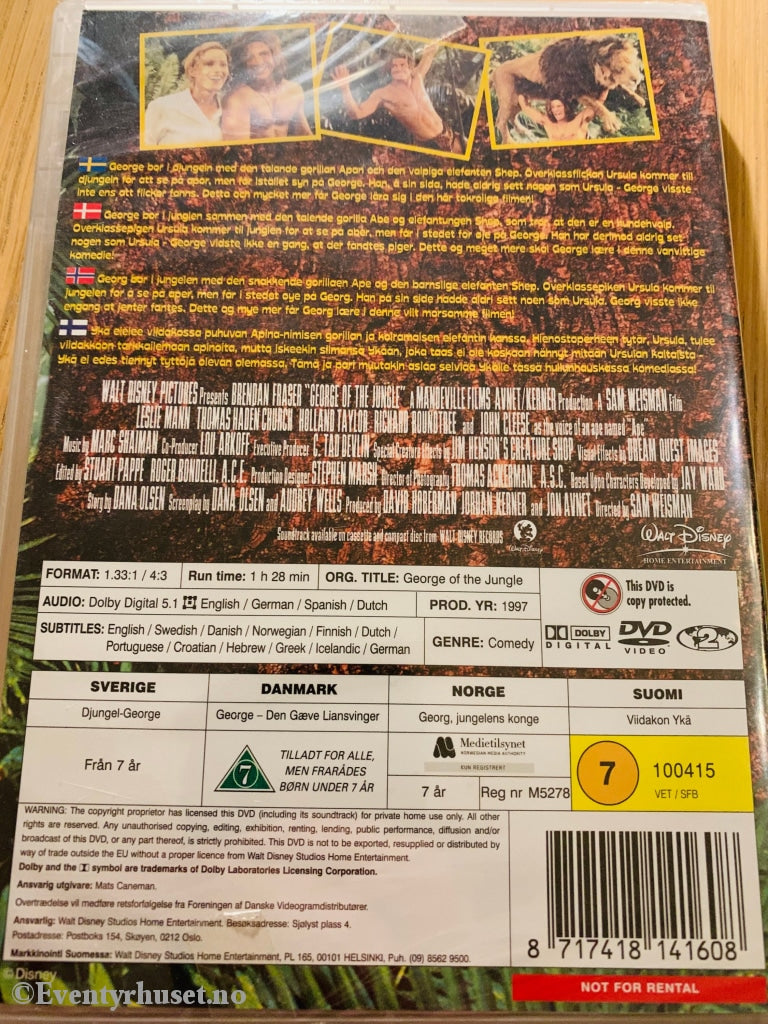 George bor i djungeln med den talande gorillan Apan och den valpiga elefanten Shep. Överklassflickan Ursula kommer till
djungeln för att se på apor, men får istället syn på George. Han, å sin sida, hade aldrig sett någon som Ursula - George visste
inte ens att flickor fanns. Detta och mycket mer får George lära sig i den här tokroliga filmen!
George bor i junglen sammen med den talende gorilla Abe og elefantungen Shep, som tror, at den er en hundehvalp.
Overklassepigen Ursula kommer til junglen for at se på aber, men får i stedet for øje på George. Han har derimod aldrig set
nogen som Ursula - George vidste ikke en gang, at der fandtes piger. Dette og meget mere skal George lære i denne vanvittige
komedie!
Georg bor i jungelen med den snakkende gorillaen Ape og den barnslige elefanten Shep. Overklassepiken Ursula kommer til
jungelen for å se på aper, men får i stedet øye på Georg. Han på sin side hadde aldri sett noen som Ursula. Georg visste ikke
engang at jenter fantes. Dette og mye mer får Georg lære i denne vilt morsomme filmen!
Ykä elelee viidakossa puhuvan Apina-nimisen gorillan ja koiramaisen elefantin kanssa. Hienostoperheen tytär, Ursula, tulee
viidakkoon tarkkailemaan apinoita, mutta iskeekin silmänsä Ykään, joka taas ei ole koskaan nähnyt mitään Ursulan kaltaista -
Ykä ei edes tiennyt tyttöjä olevan olemassa. Tämä ja pari muutakin asiaa selviää Ykälle tässä hullunhauskassa komediassa!
WALT DISNEY PICTURES Presents BRENDAN FRASER "GEORGE OF THE JUNGLE" A MANDEVILLE FILMS AVNET/KERNER Production A SAM WEISMAN Film
LESLIE MANN THOMAS HADEN CHURCH HOLLAND TAYLOR RICHARD ROUNDTREE and JOHN CLEESE as the voice of an ape named "Ape"
Music by MARC SHAIMAN Co-Producer LOU ARKOFF Executive Producer C. TAD DEVLIN Special Creature Effects by JIM HENSON'S CREATURE SHOP Visual Effects by DREAM QUEST IMAGES
Edited by STUART PAPPÉ ROGER BONDELLI, A.C.E. Production Designer STEPHEN MARSH Director of Photography THOMAS ACKERMAN, A.S.C. Based Upon Characters Developed by JAY WARD
Story by DANA OLSEN Screenplay by DANA OLSEN and AUDREY WELLS Produced by DAVID HOBERMAN JORDAN KERNER and JON AVNET Directed by SAM WEISMAN
Soundtrack available on cassette and compact disc from WALT DISNEY RECORDS
WALT DISNEY
HOME ENTERTAINMENT
FORMAT: 1.33:1 / 4:3 Run time: 1 h 28 min ORG. TITLE: George of the Jungle
AUDIO: Dolby Digital 5.1 English / German / Spanish / Dutch PROD. YR: 1997
SUBTITLES: English / Swedish / Danish / Norwegian / Finnish / Dutch /
Portuguese / Croatian / Hebrew / Greek / Icelandic / German
GENRE: Comedy
This DVD is
copy protected.
DOLBY
DIGITAL
DVD
VIDEO
2
SVERIGE DANMARK NORGE SUOMI
Djungel-George George – Den Gæve Liansvinger Georg, jungelens konge Viidakon Ykä
Från 7 år
7
TILLADT FOR ALLE,
MEN FRARÅDES
BØRN UNDER 7 ÅR
Medietilsynet
NORWEGIAN MEDIA AUTHORITY
KUN REGISTRERT
7 år Reg nr M5278
7 100415
VET / SFB
WARNING: The copyright proprietor has licensed this DVD (including its soundtrack) for private home use only. All other
rights are reserved. Any unauthorised copying, editing, exhibition, renting, lending, public performance, diffusion and/or
broadcast of this DVD, or any part thereof, is strictly prohibited. This DVD is not to be exported, resupplied or distributed by
way of trade outside the EU without a proper licence from Walt Disney Studios Home Entertainment.
Dolby and the symbol are trademarks of Dolby Laboratories Licensing Corporation.
Ansvarig utgivare: Mats Caneman.
Overtrædelse vil medføre retsforfølgelse fra Foreningen af Danske Videogramdistributører.
Ansvarlig: Walt Disney Studios Home Entertainment. Besøksadresse: Sjølyst plass 4.
Postadresse: Postboks 154, Skøyen, 0212 Oslo.
Markkinointi Suomessa: Walt Disney Studios Home Entertainment, PL 165, 00101 HELSINKI, Puh. (09) 8562 9500.
8 717418 141608
©Disney
©Eventyrhuset.no
NOT FOR RENTAL